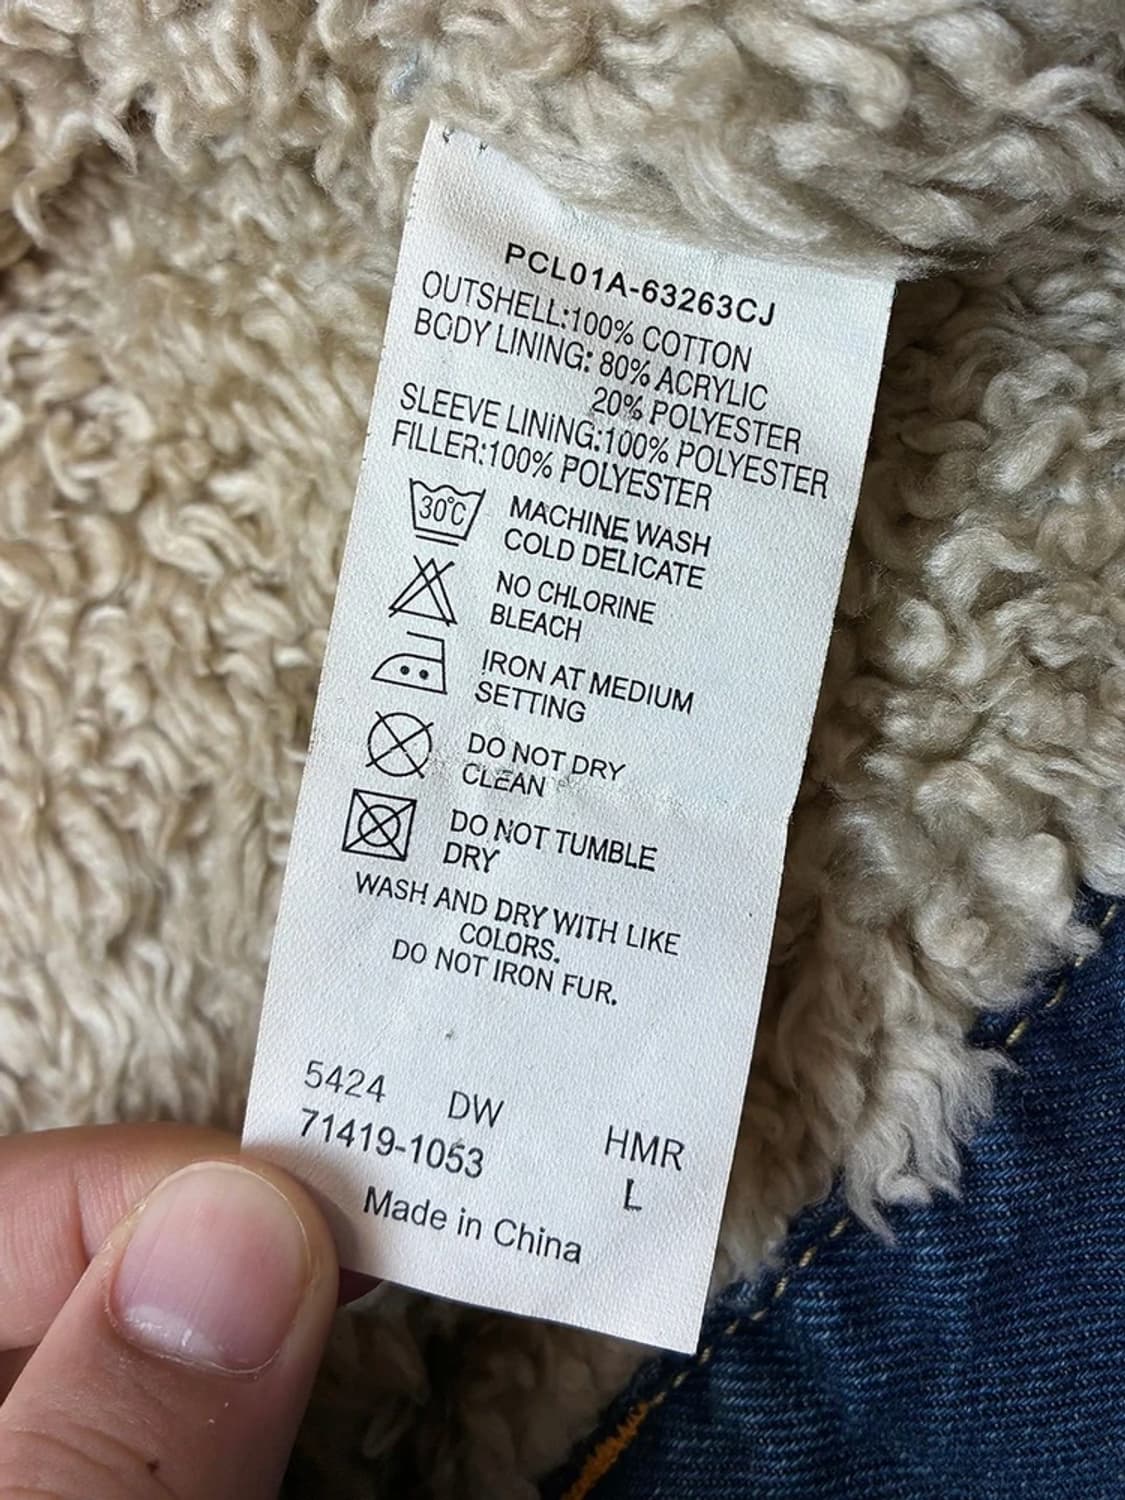 PCL01A-63263CJ
OUTSHELL:100% COTTON
BODY LINING: 80% ACRYLIC
20% POLYESTER
SLEEVE LINING:100% POLYESTER
FILLER:100% POLYESTER
30°C MACHINE WASH
COLD DELICATE
NO CHLORINE
BLEACH
IRON AT MEDIUM
SETTING
DO NOT DRY
CLEAN
DO NOT TUMBLE
DRY
WASH AND DRY WITH LIKE
COLORS.
DO NOT IRON FUR.
5424 DW HMR
71419-1053 L
Made in China